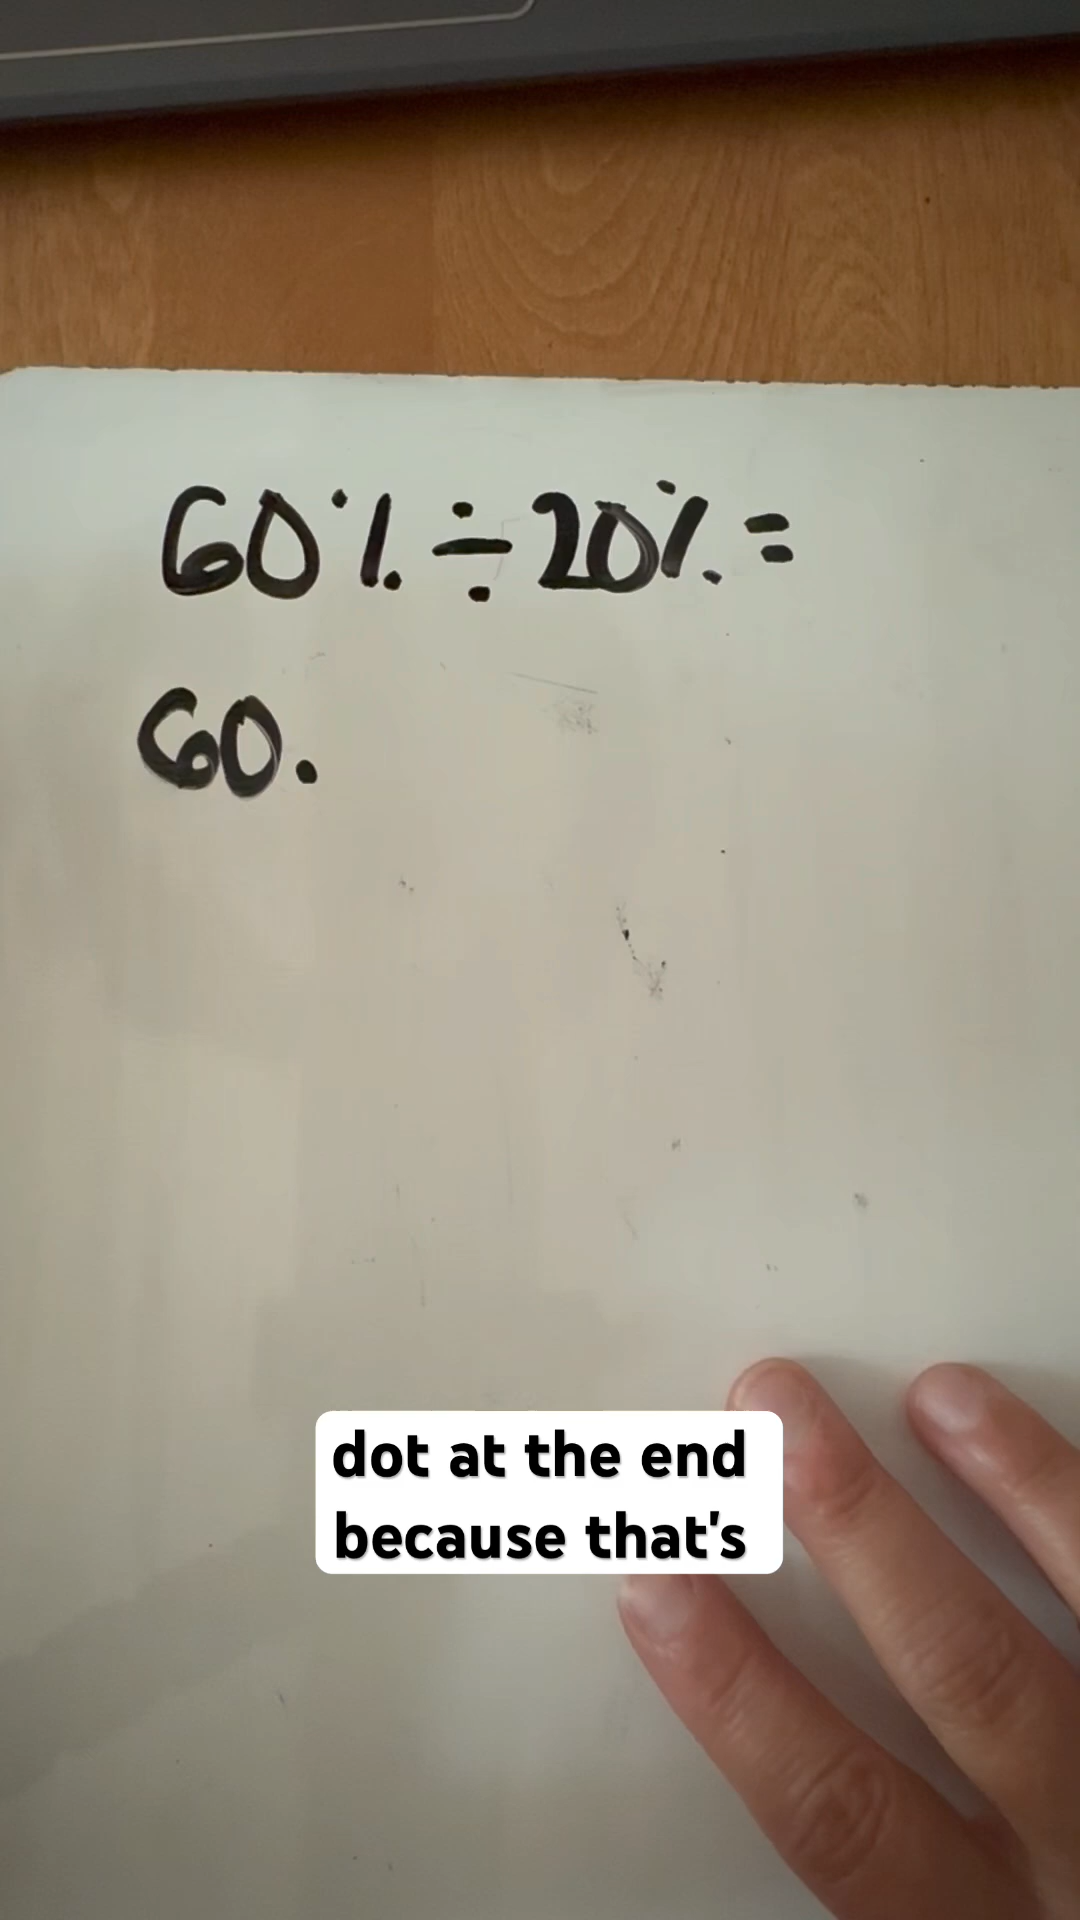 60% ÷ 20% =
60.
dot at the end
because that's